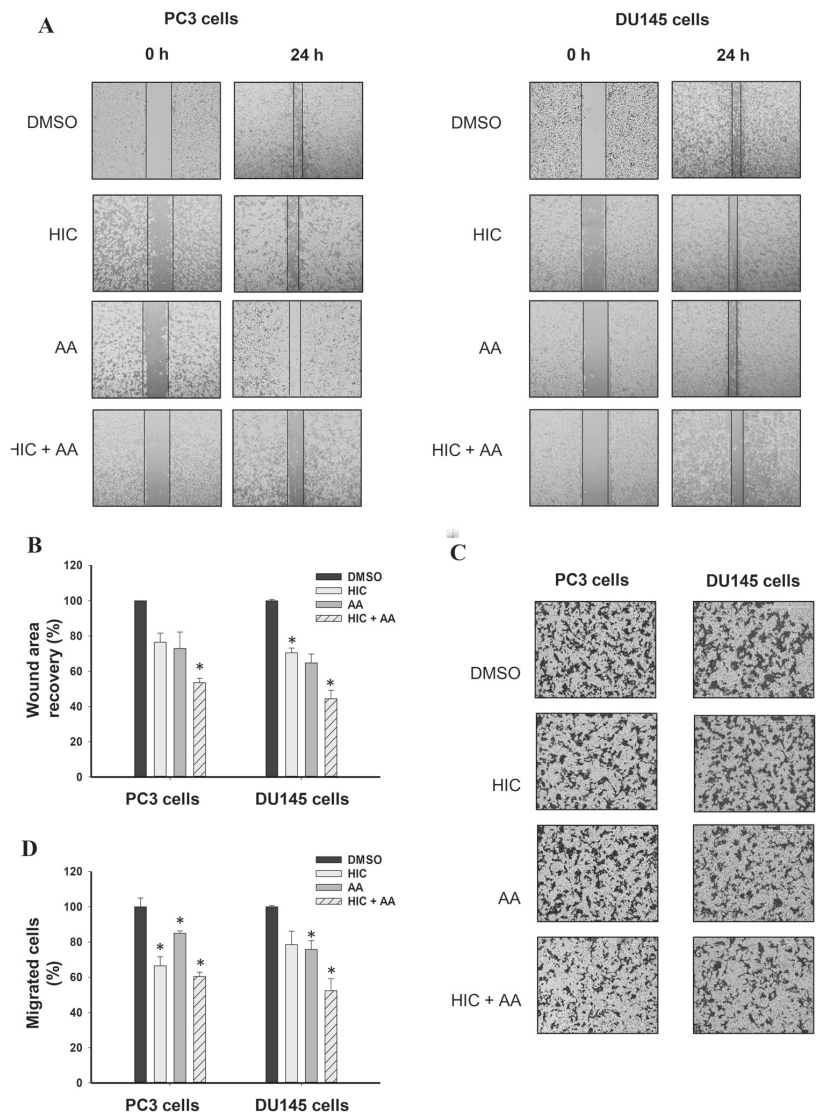 A
PC3 cells
DU145 cells
0 h
24 h
0 h
24 h
DMSO
DMSO
HIC
HIC
AA
AA
HIC + AA
HIC + AA
B
120
100
80
60
40
20
0
Wound area
recovery (%)
DMSO
HIC
AA
HIC + AA
*
*
*
PC3 cells
DU145 cells
C
PC3 cells
DU145 cells
DMSO
HIC
AA
HIC + AA
D
120
100
80
60
40
20
0
Migrated cells
(%)
DMSO
HIC
AA
HIC + AA
*
*
*
*
*
PC3 cells
DU145 cells